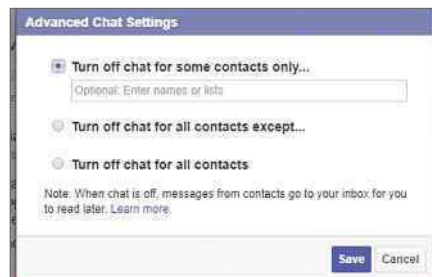 Advanced Chat Settings
Turn off chat for some contacts only...
Optional: Enter names or lists
Turn off chat for all contacts except...
Turn off chat for all contacts
Note: When chat is off, messages from contacts go to your inbox for you
to read later. Learn more.
Save Cancel